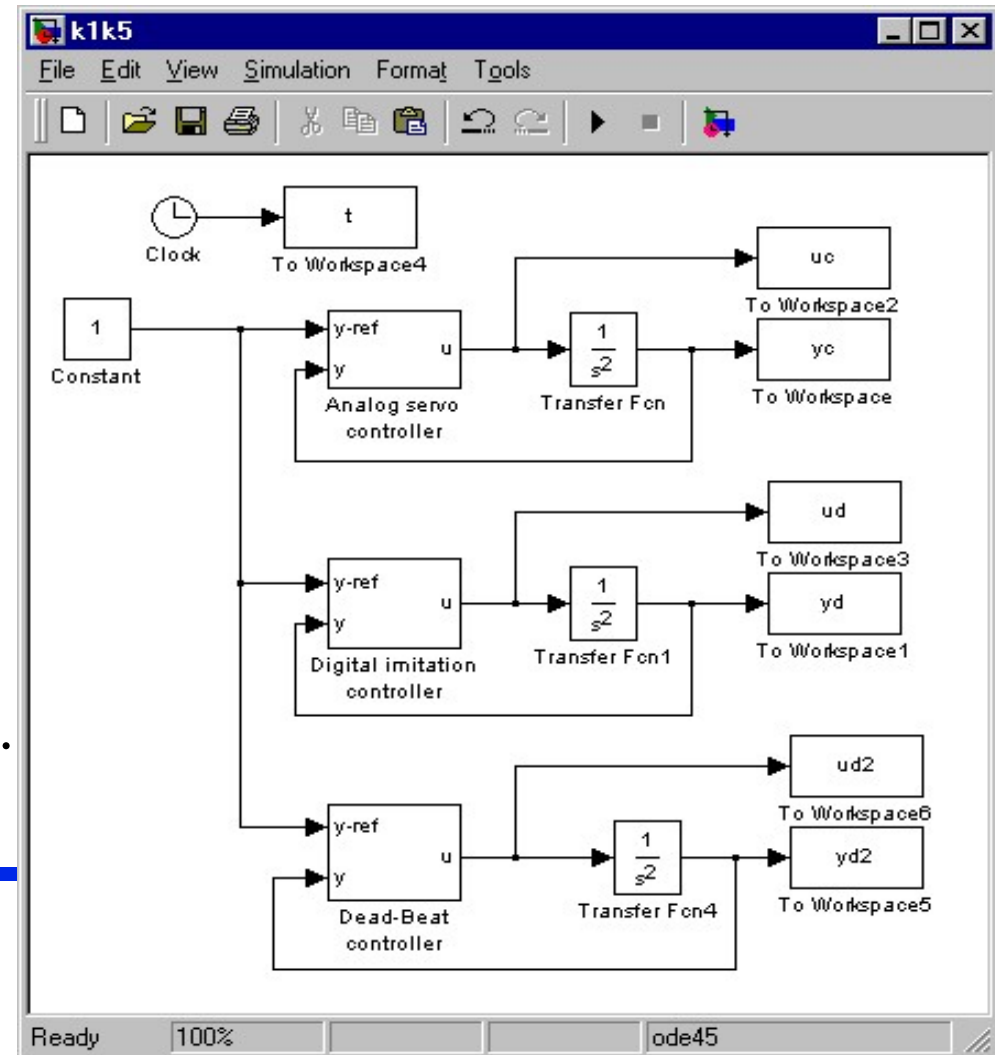 k1k5
File Edit View Simulation Format Tools
t
Clock
To Workspace4
uc
To Workspace2
1
Constant
y-ref
y
u
Analog servo
controller
1
s2
Transfer Fcn
yc
To Workspace
ud
To Workspace3
y-ref
y
u
Digital imitation
controller
1
s2
Transfer Fcn1
yd
To Workspace1
.
ud2
To Workspace6
y-ref
y
u
Dead-Beat
controller
1
s2
Transfer Fcn4
yd2
To Workspace5
Ready 100% ode45